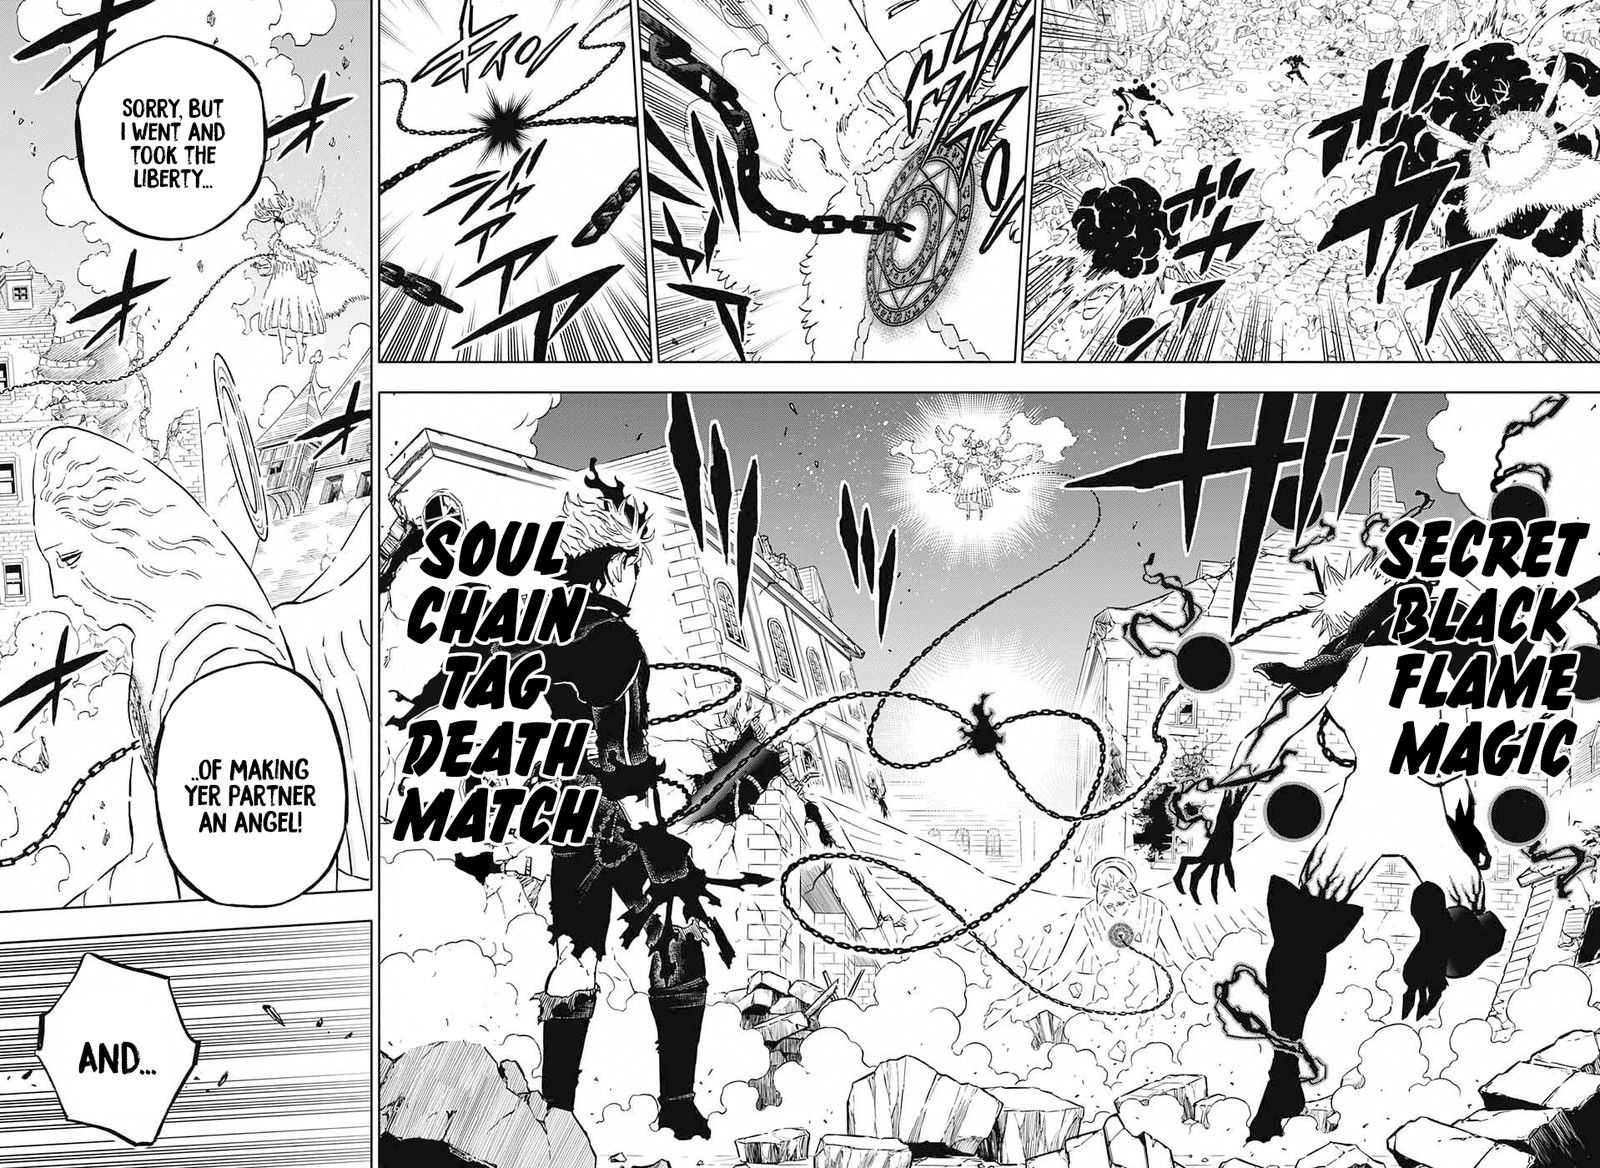 SECRET
BLACK
FLAME
MAGIC
SOUL
CHAIN
TAG
DEATH
MATCH
SORRY, BUT
I WENT AND
TOOK THE
LIBERTY...
..OF MAKING
YER PARTNER
AN ANGEL!
AND...